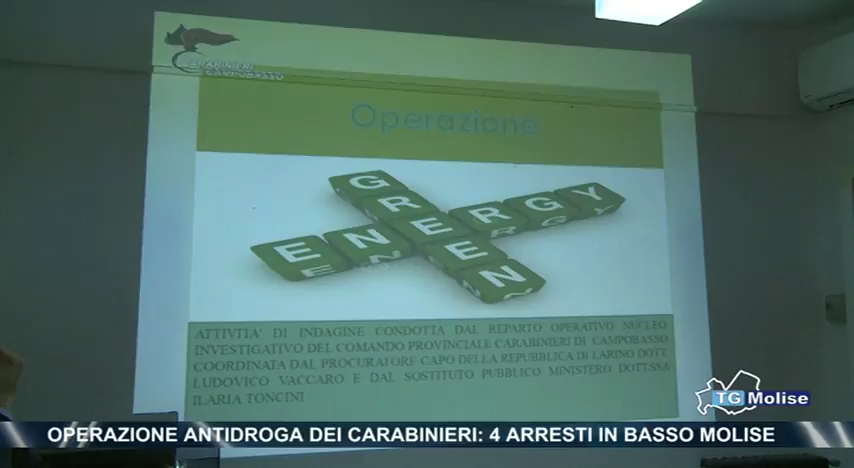 CARABINIERI
CAMPOBASSO
Operazione
GREEN
ENERGY
ATTIVITA' DI INDAGINE CONDOTTA DAL REPARTO OPERATIVO NUCLEO
INVESTIGATIVO DEL COMANDO PROVINCIALE CARABINIERI DI CAMPOBASSO
COORDINATA DAL PROCURATORE CAPO DELLA REPUBBLICA DI LARINO DOTT.
LUDOVICO VACCARO E DAL SOSTITUTO PUBBLICO MINISTERO DOTT.SSA
ILARIA TONCINI
TG Molise
OPERAZIONE ANTIDROGA DEI CARABINIERI: 4 ARRESTI IN BASSO MOLISE